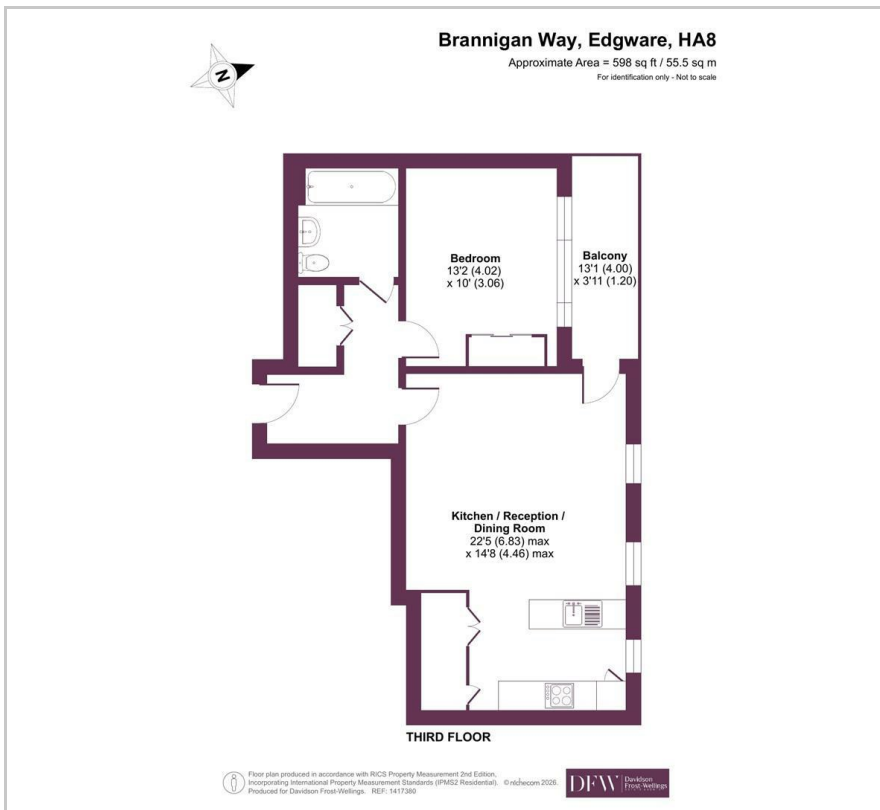 Brannigan Way, Edgware, HA8
Approximate Area = 598 sq ft / 55.5 sq m
For identification only - Not to scale
N
Bedroom
13'2 (4.02)
x 10' (3.06)
Balcony
13'1 (4.00)
x 3'11 (1.20)
Kitchen / Reception /
Dining Room
22'5 (6.83) max
x 14'8 (4.46) max
THIRD FLOOR
Floor plan produced in accordance with RICS Property Measurement 2nd Edition,
Incorporating International Property Measurement Standards (IPMS2 Residential). © nichecom 2026.
Produced for Davidson Frost-Wellings. REF: 1417380
DFW Davidson
Frost-Wellings